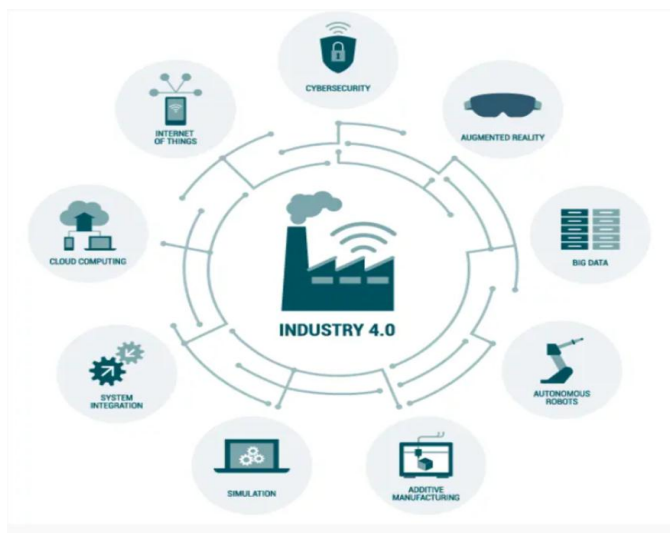 CYBERSECURITY
AUGMENTED REALITY
BIG DATA
AUTONOMOUS
ROBOTS
ADDITIVE
MANUFACTURING
SIMULATION
SYSTEM
INTEGRATION
CLOUD COMPUTING
INTERNET
OF THINGS
INDUSTRY 4.0